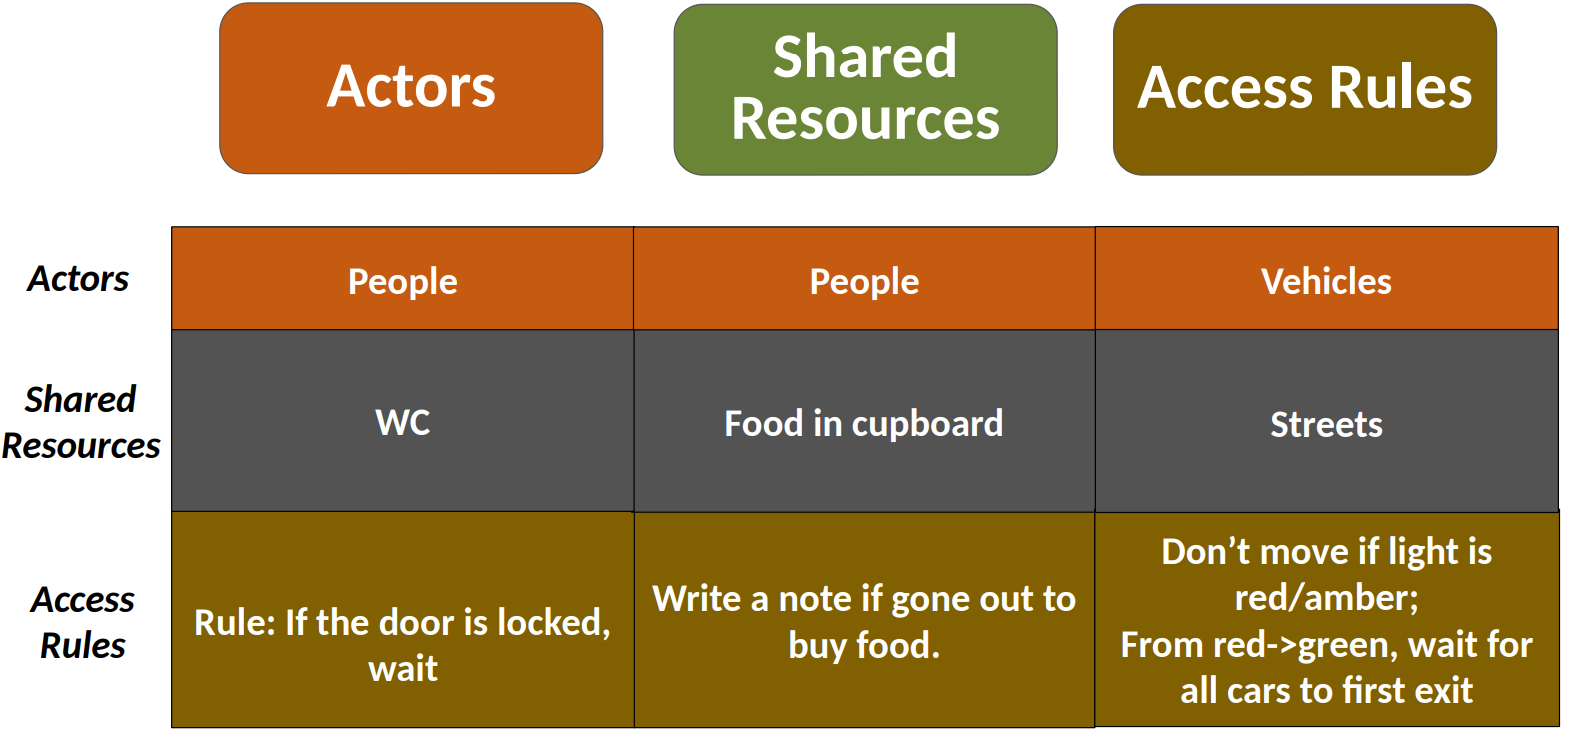 Actors
Shared
Resources
Access Rules
Actors
People
People
Vehicles
Shared
Resources
WC
Food in cupboard
Streets
Access
Rules
Rule: If the door is locked,
wait
Write a note if gone out to
buy food.
Don’t move if light is
red/amber;
From red->green, wait for
all cars to first exit